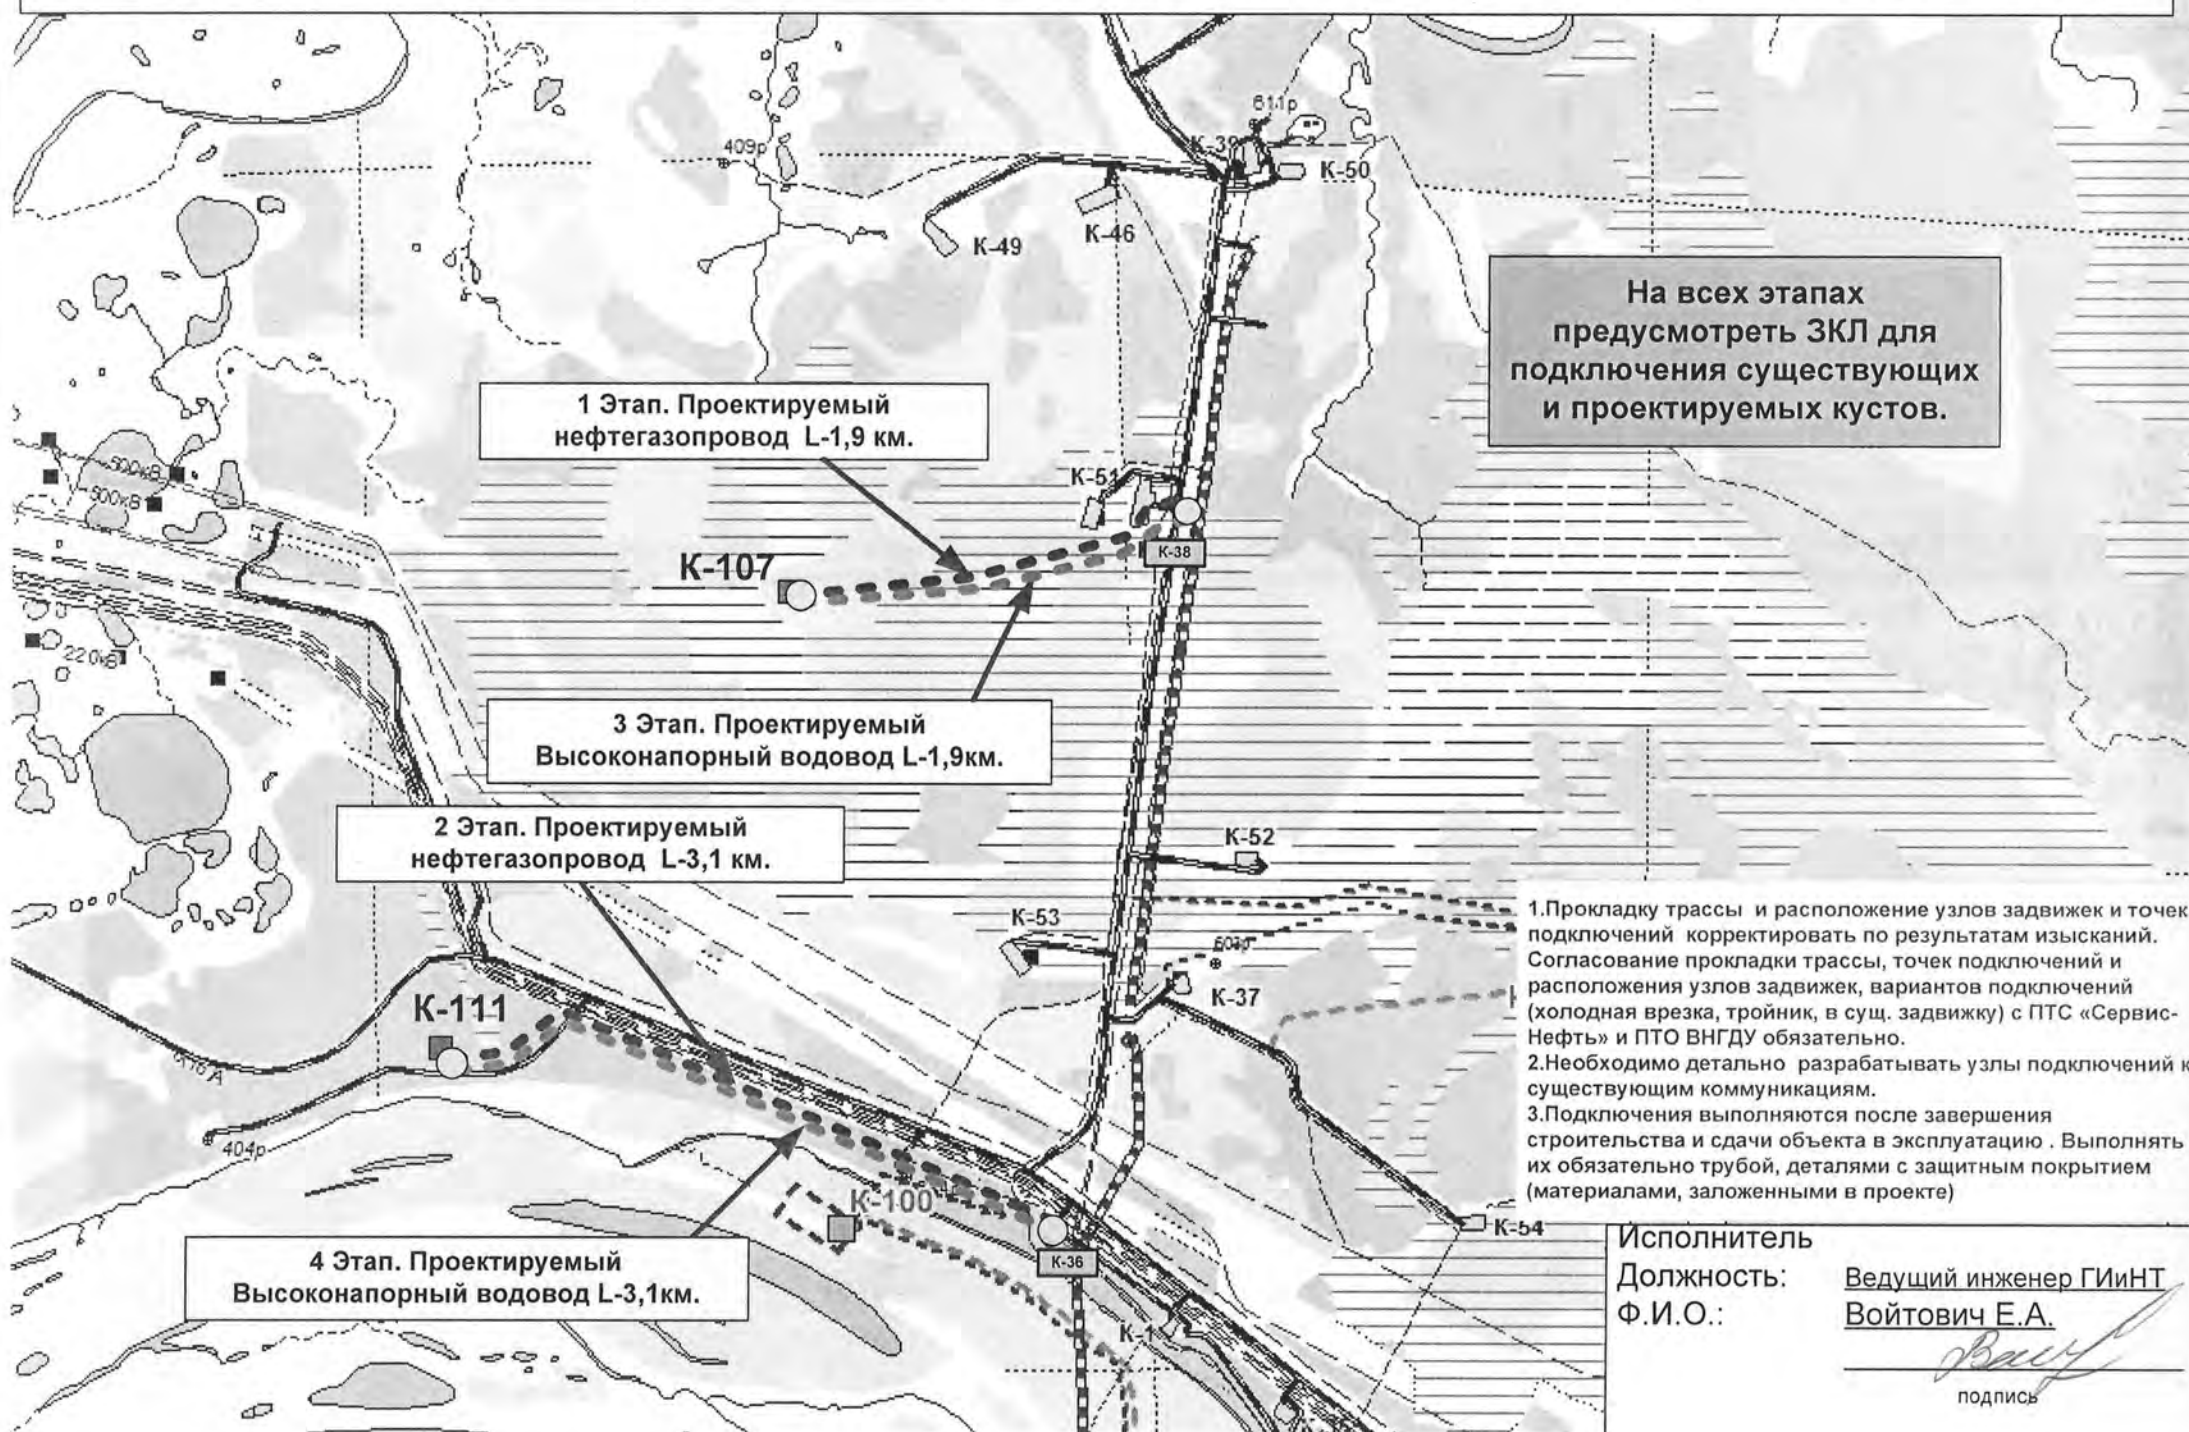 611р
409р
К-39
К-50
К-49
К-46
На всех этапах
предусмотреть ЗКЛ для
подключения существующих
и проектируемых кустов.
1 Этап. Проектируемый
нефтегазопровод L-1,9 км.
500кВ
500кВ
К-51
К-38
К-107
220кВ
3 Этап. Проектируемый
Высоконапорный водовод L-1,9км.
2 Этап. Проектируемый
нефтегазопровод L-3,1 км.
К-52
К-53
К-37
1.Прокладку трассы и расположение узлов задвижек и точек
подключений корректировать по результатам изысканий.
Согласование прокладки трассы, точек подключений и
расположения узлов задвижек, вариантов подключений
(холодная врезка, тройник, в сущ. задвижку) с ПТС «Сервис-
Нефть» и ПТО ВНГДУ обязательно.
2.Необходимо детально разрабатывать узлы подключений к
существующим коммуникациям.
3.Подключения выполняются после завершения
строительства и сдачи объекта в эксплуатацию . Выполнять
их обязательно трубой, деталями с защитным покрытием
(материалами, заложенными в проекте)
К-111
404р
К-100
К-54
К-36
4 Этап. Проектируемый
Высоконапорный водовод L-3,1км.
К-1
Исполнитель
Должность: Ведущий инженер ГИиНТ
Ф.И.О.: Войтович Е.А.
подпись